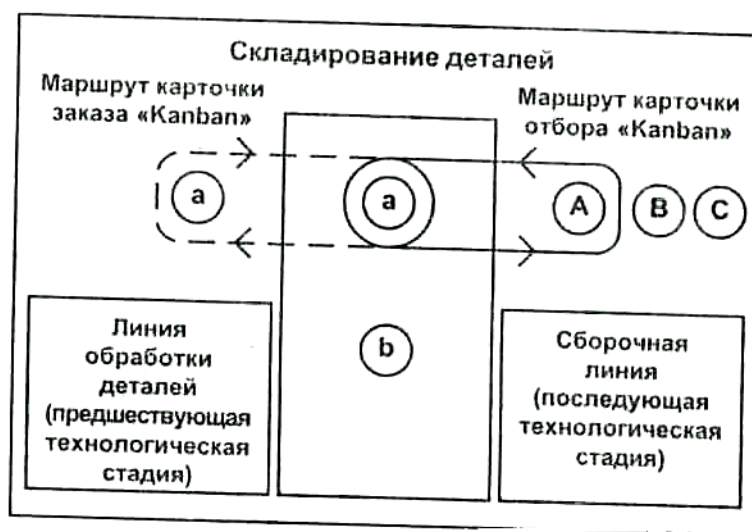 Складирование деталей
Маршрут карточки
заказа «Kanban»
Маршрут карточки
отбора «Kanban»
a
a
A
B
C
b
Линия
обработки
деталей
(предшествующая
технологическая
стадия)
Сборочная
линия
(последующая
технологическая
стадия)